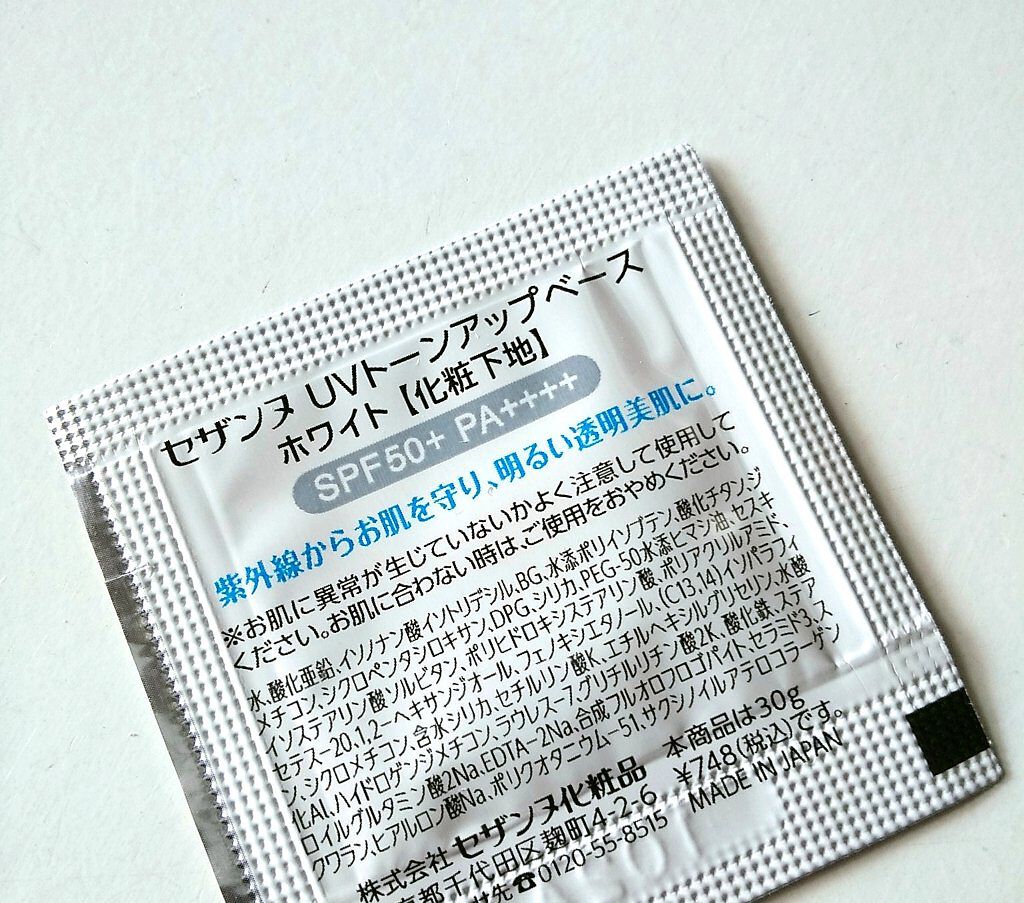 セザンヌ UVトーンアップベース
ホワイト【化粧下地】
SPF50+ PA++++
紫外線からお肌を守り、明るい透明美肌に。
※お肌に異常が生じていないかよく注意して使用して
ください。お肌に合わない時は、ご使用をおやめください。
水、酸化亜鉛、イソノナン酸イソトリデシル、BG、水添ポリイソブテン、酸化チタン、ジ
メチコン、シクロペンタシロキサン、DPG、シリカ、PEG-50水添ヒマシ油、セスキ
イソステアリン酸ソルビタン、ポリヒドロキシステアリン酸、ポリアクリルアミド、
セテス-20、1,2-ヘキサンジオール、フェノキシエタノール、(C13,14)イソパラフィ
ン、シクロメチコン、含水シリカ、セチルリン酸K、エチルヘキシルグリセリン、水酸
化Al、ハイドロゲンジメチコン、ラウレス-7、グリチルリチン酸2K、酸化鉄、ステア
ロイルグルタミン酸2Na、EDTA-2Na、合成フルオロフロゴパイト、セラミド3、ス
クワラン、ヒアルロン酸Na、ポリクオタニウム-51、サクシノイルアテロコラーゲン
本商品は30g
¥748(税込)です。
MADE IN JAPAN
株式会社 セザンヌ化粧品
京都千代田区麹町4-2-6
せ先☎0120-55-8515